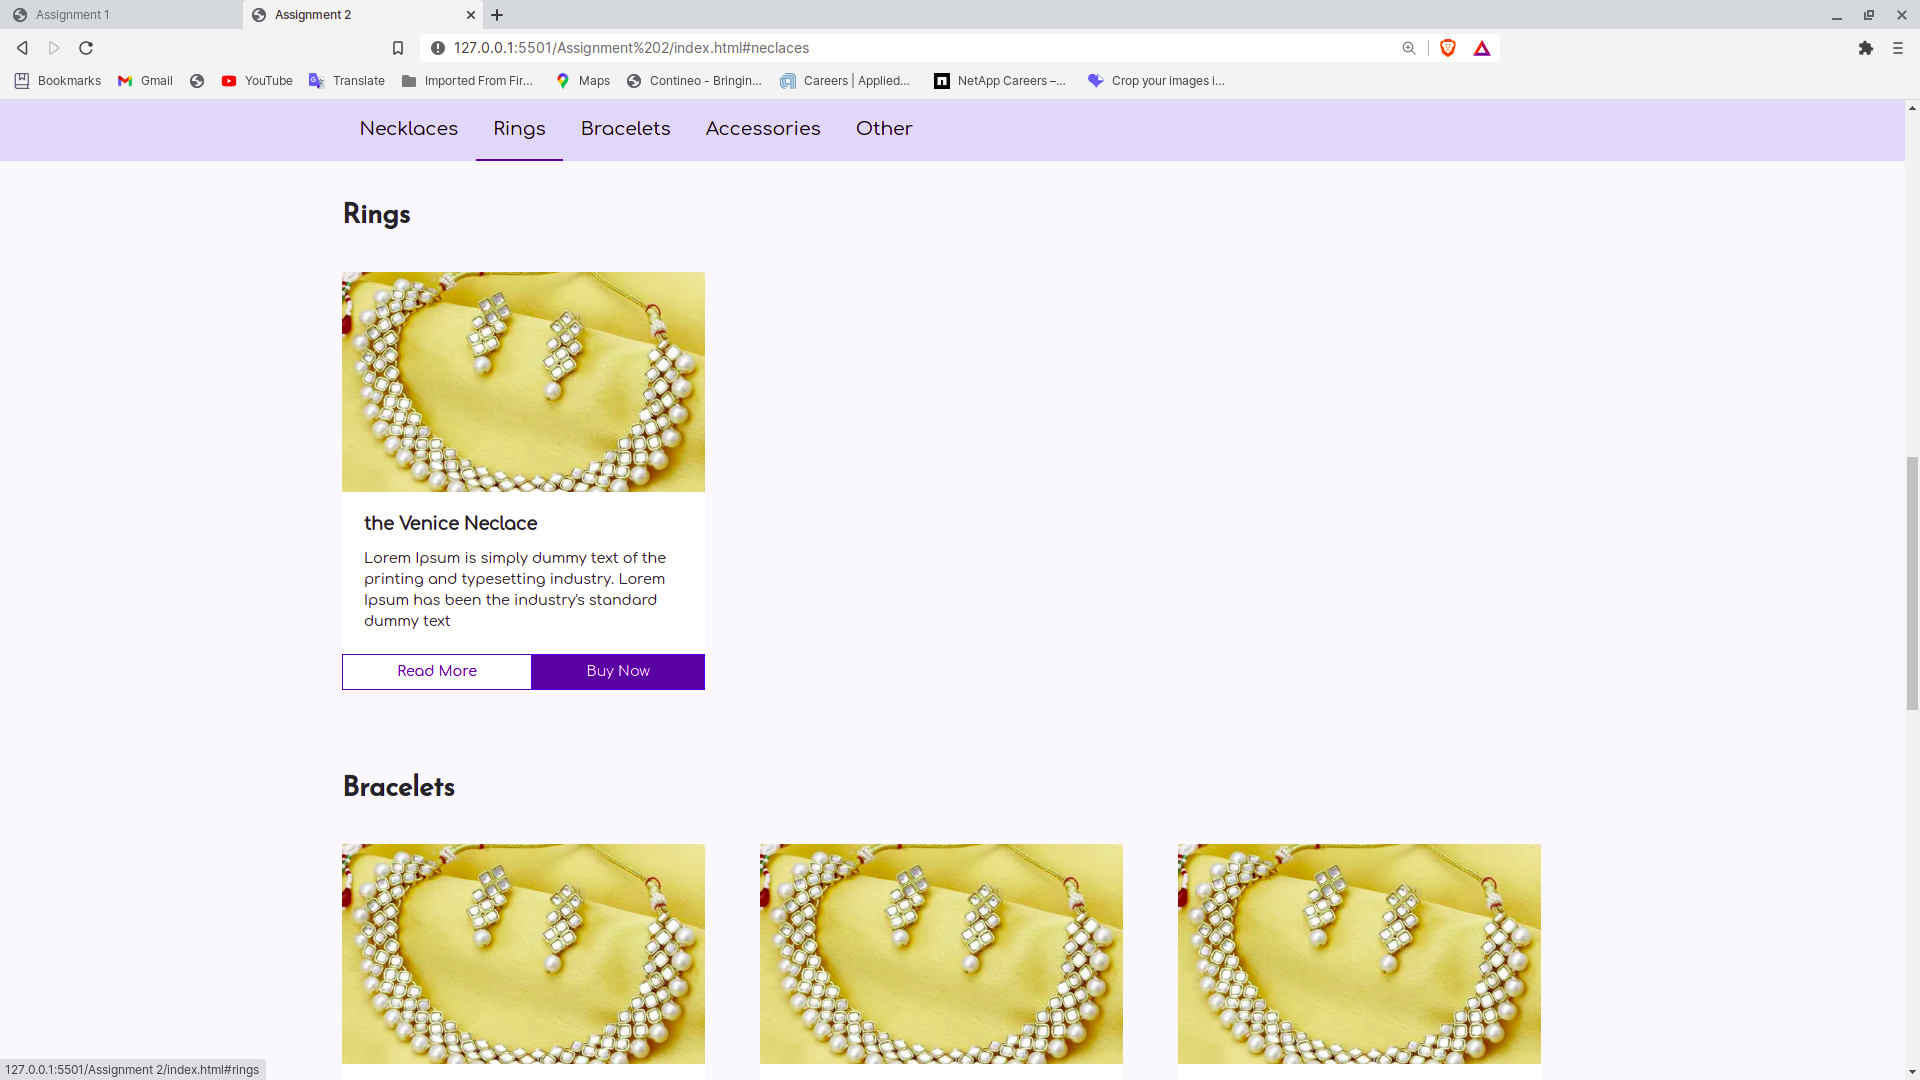 Assignment 1
Assignment 2
127.0.0.1:5501/Assignment%202/index.html#neclaces
Bookmarks
Gmail
YouTube
Translate
Imported From Fir...
Maps
Contineo - Bringin...
Careers | Applied...
NetApp Careers –...
Crop your images i...
Necklaces
Rings
Bracelets
Accessories
Other
Rings
the Venice Neclace
Lorem Ipsum is simply dummy text of the
printing and typesetting industry. Lorem
Ipsum has been the industry's standard
dummy text
Read More
Buy Now
Bracelets
127.0.0.1:5501/Assignment 2/index.html#rings